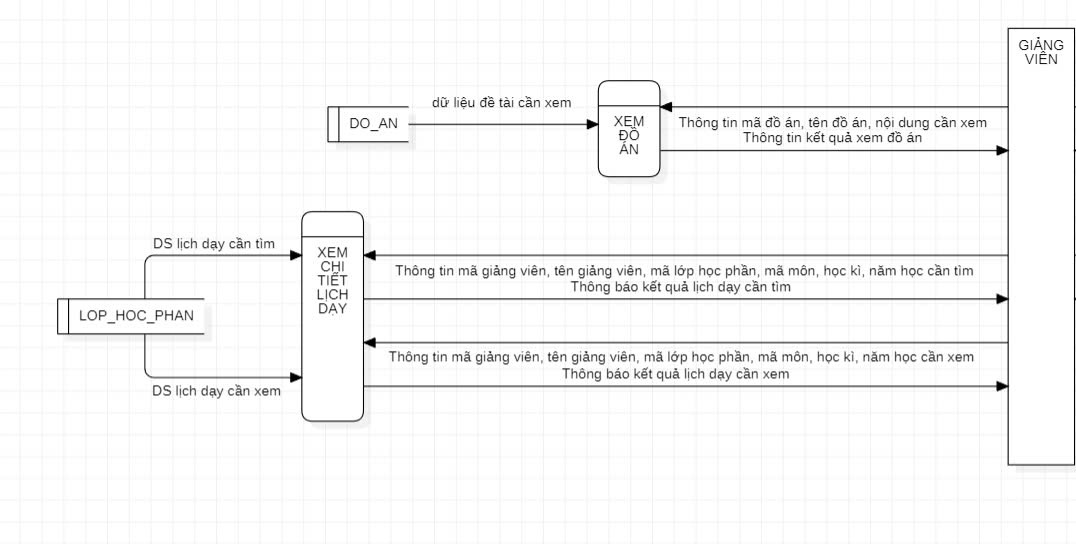 GIẢNG
VIÊN
dữ liệu đề tài cần xem
DO_AN
XEM
ĐỒ
ÁN
Thông tin mã đồ án, tên đồ án, nội dung cần xem
Thông tin kết quả xem đồ án
DS lịch dạy cần tìm
XEM
CHI
TIẾT
LỊCH
DẠY
Thông tin mã giảng viên, tên giảng viên, mã lớp học phần, mã môn, học kì, năm học cần tìm
Thông báo kết quả lịch dạy cần tìm
LOP_HOC_PHAN
Thông tin mã giảng viên, tên giảng viên, mã lớp học phần, mã môn, học kì, năm học cần xem
Thông báo kết quả lịch dạy cần xem
DS lịch dạy cần xem